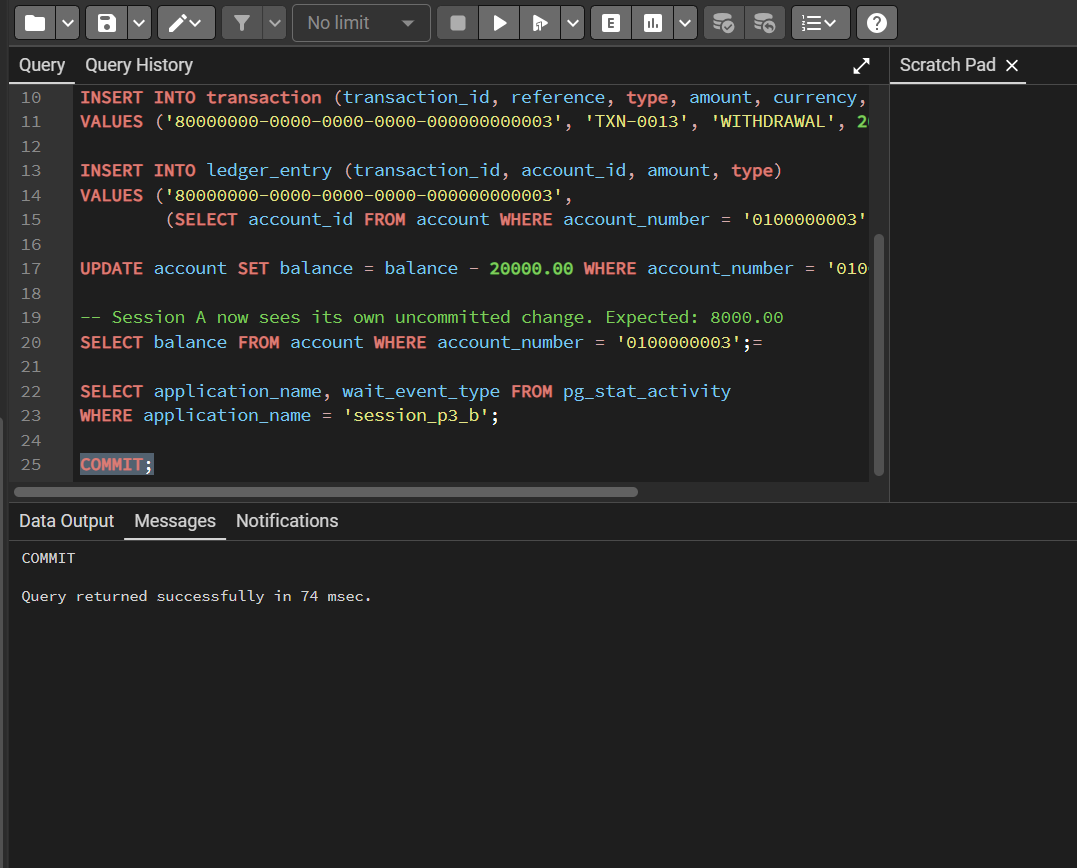 No limit
E
Query Query History
Scratch Pad
10 INSERT INTO transaction (transaction_id, reference, type, amount, currency,
11 VALUES ('80000000-0000-0000-0000-000000000003', 'TXN-0013', 'WITHDRAWAL', 2
12
13 INSERT INTO ledger_entry (transaction_id, account_id, amount, type)
14 VALUES ('80000000-0000-0000-0000-000000000003',
15 (SELECT account_id FROM account WHERE account_number = '0100000003'
16
17 UPDATE account SET balance = balance - 20000.00 WHERE account_number = '010
18
19 -- Session A now sees its own uncommitted change. Expected: 8000.00
20 SELECT balance FROM account WHERE account_number = '0100000003';=
21
22 SELECT application_name, wait_event_type FROM pg_stat_activity
23 WHERE application_name = 'session_p3_b';
24
25 COMMIT;
Data Output Messages Notifications
COMMIT
Query returned successfully in 74 msec.